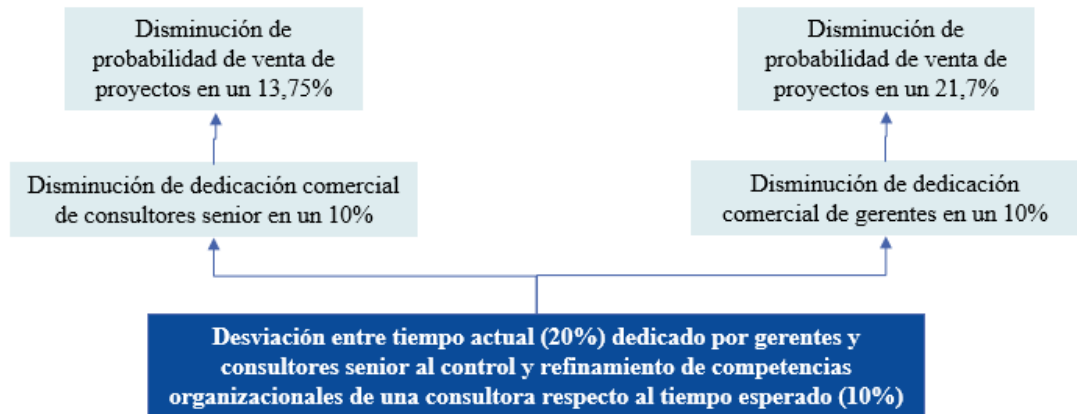 Disminución de
probabilidad de venta de
proyectos en un 13,75%
Disminución de
probabilidad de venta de
proyectos en un 21,7%
Disminución de dedicación comercial
de consultores senior en un 10%
Disminución de dedicación
comercial de gerentes en un 10%
Desviación entre tiempo actual (20%) dedicado por gerentes y
consultores senior al control y refinamiento de competencias
organizacionales de una consultora respecto al tiempo esperado (10%)